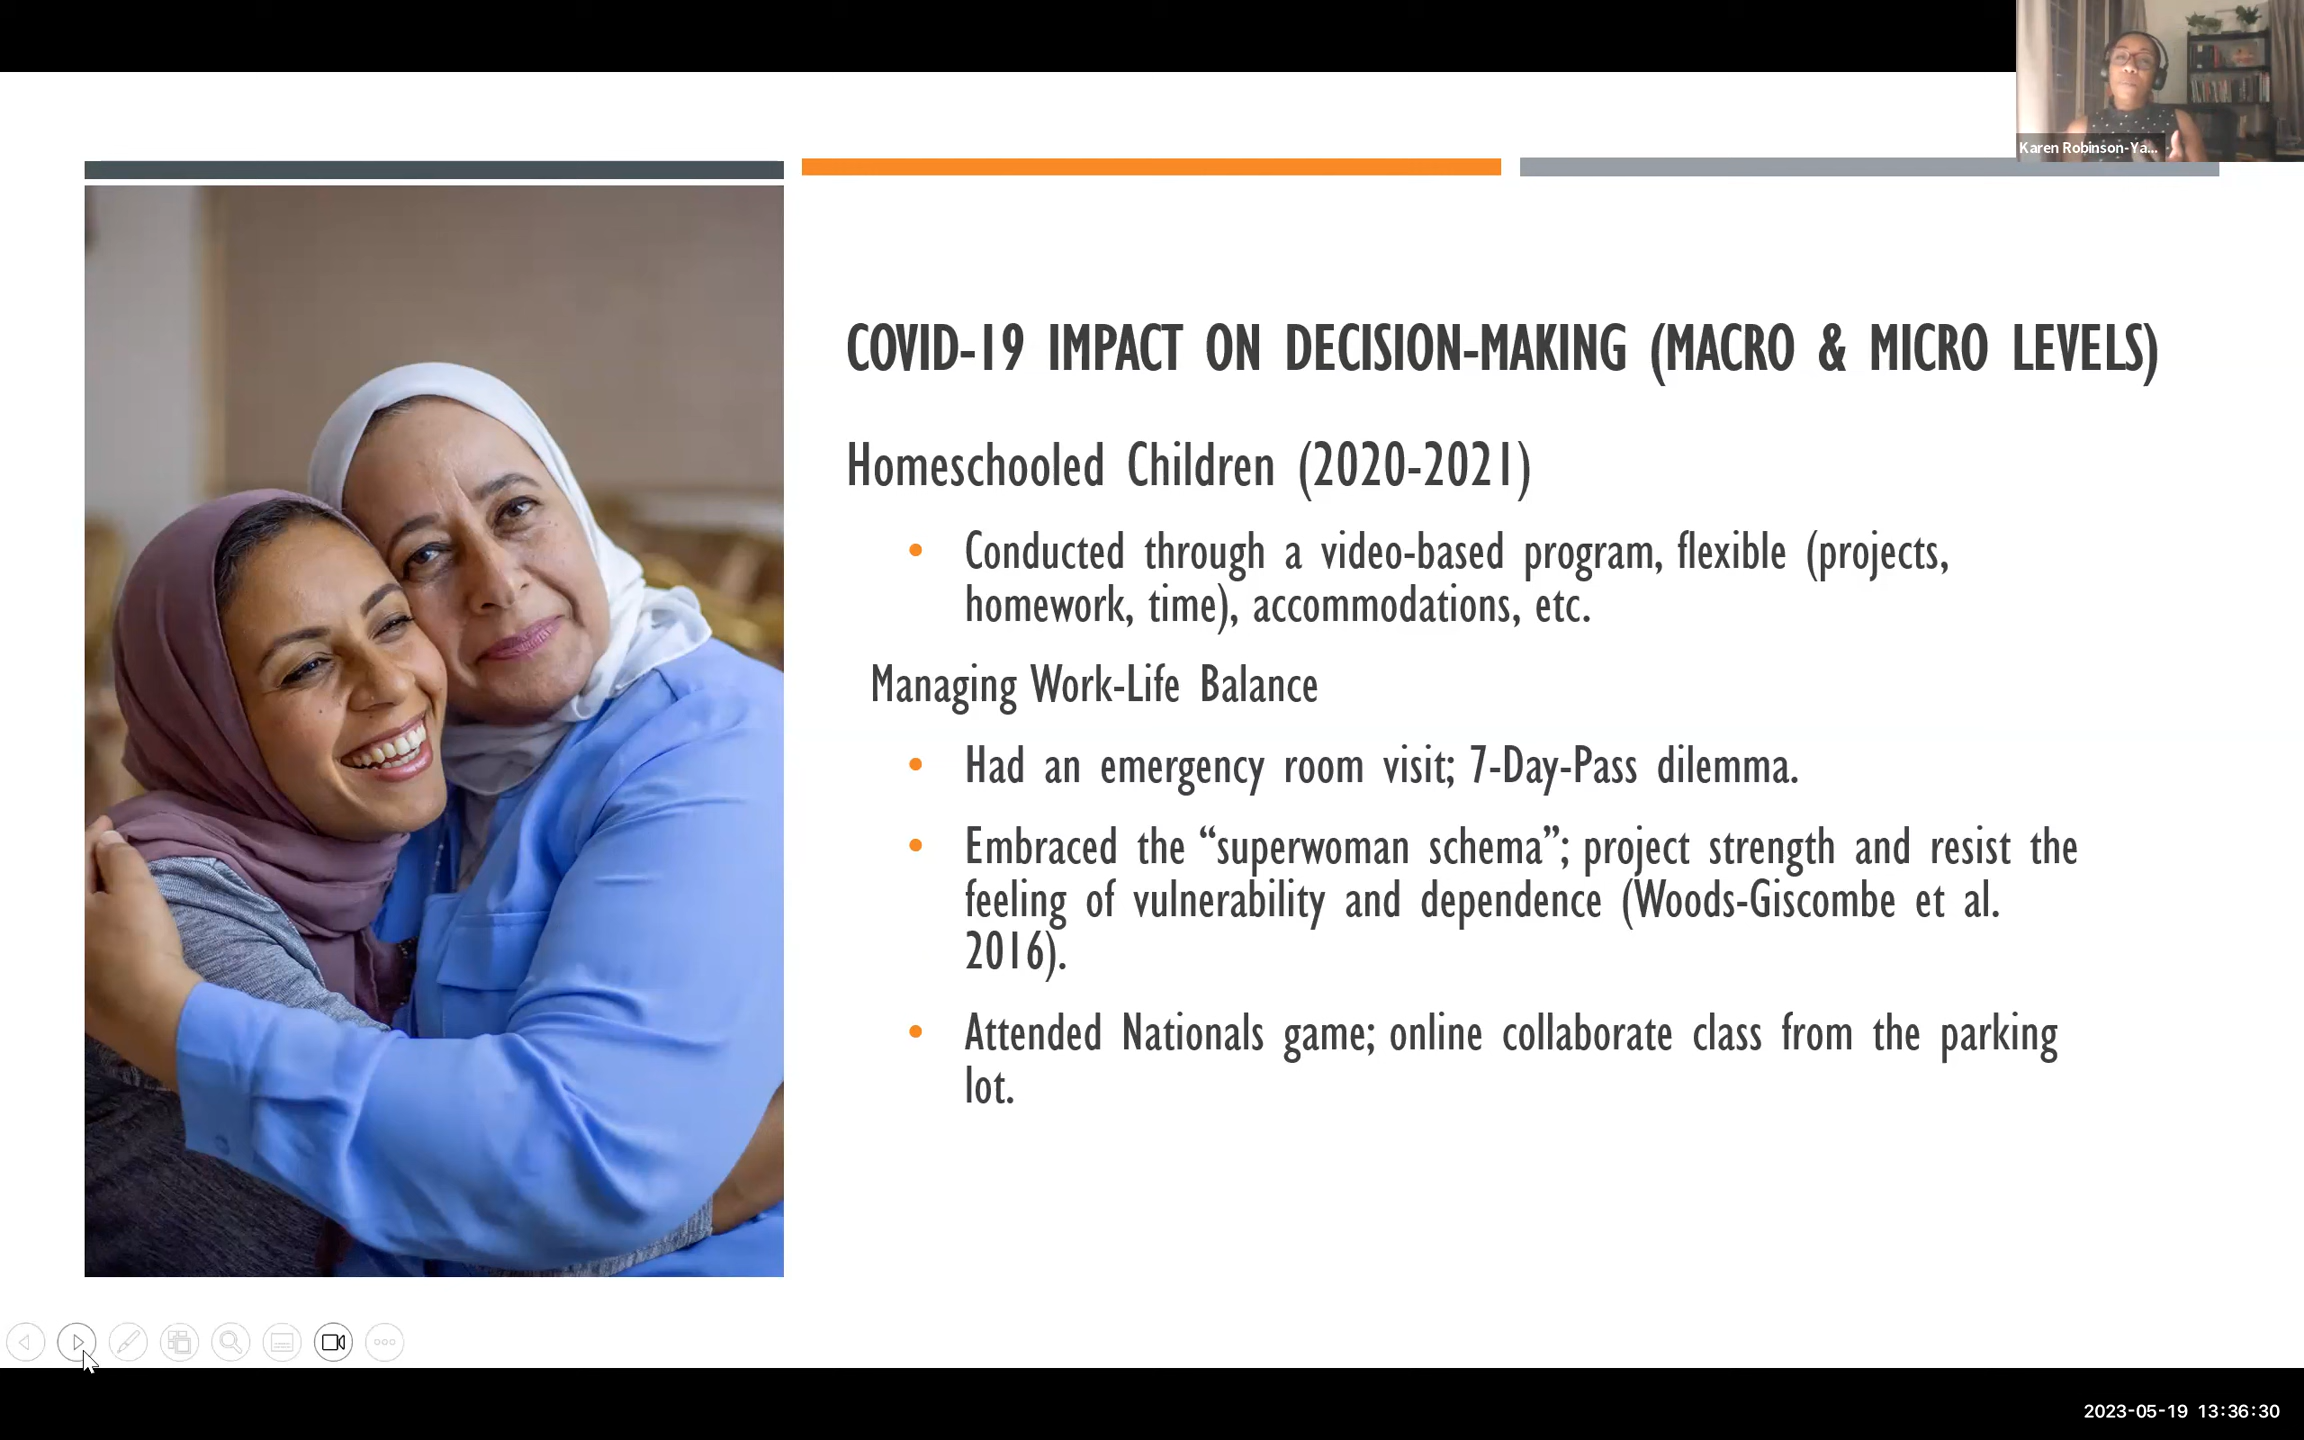 Karen Robinson-Ya...
COVID-19 IMPACT ON DECISION-MAKING (MACRO & MICRO LEVELS)
Homeschooled Children (2020-2021)
• Conducted through a video-based program, flexible (projects,
homework, time), accommodations, etc.
Managing Work-Life Balance
• Had an emergency room visit; 7-Day-Pass dilemma.
• Embraced the “superwoman schema”; project strength and resist the
feeling of vulnerability and dependence (Woods-Giscombe et al.
2016).
• Attended Nationals game; online collaborate class from the parking
lot.
2023-05-19 13:36:30